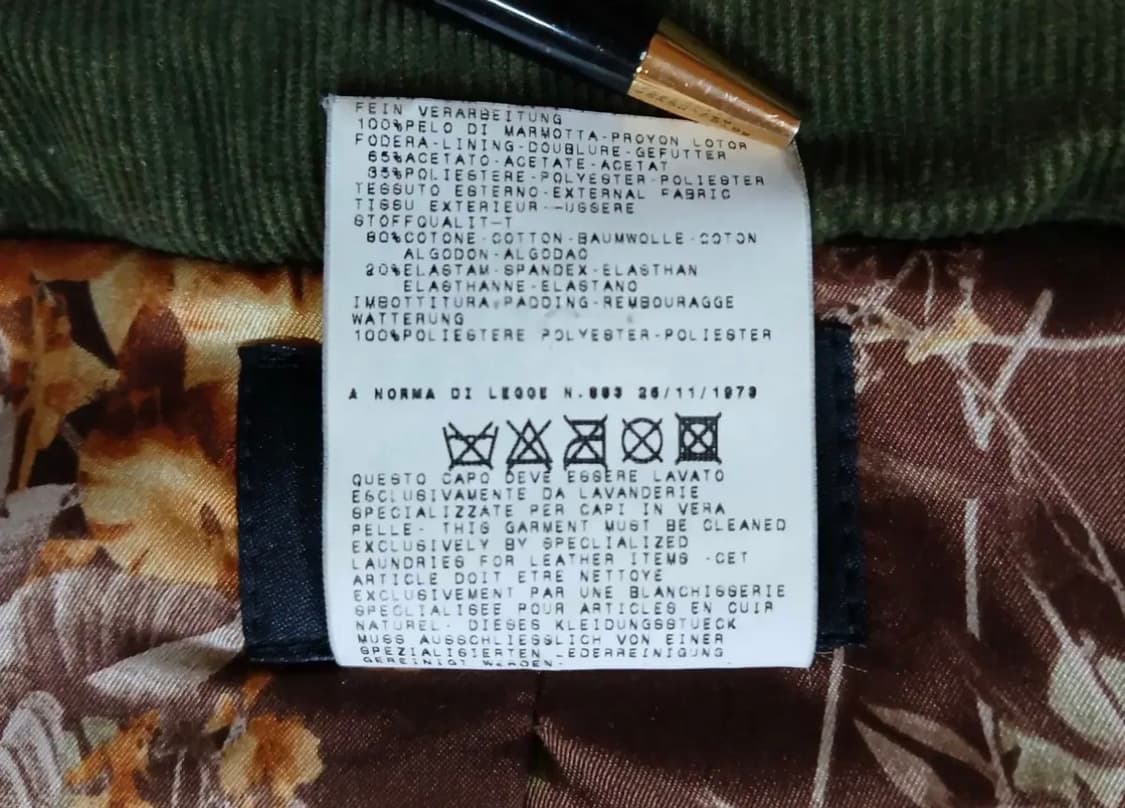 FEIN VERARBEITUNG
100%PELO DI MARMOTTA-PROYON LOTOR
FODERA-LINING-DOUBLURE-GEFUTTER
65%ACETATO-ACETATE-ACETAT
35%POLIESTERE-POLYESTER-POLIESTER
TESSUTO ESTERNO-EXTERNAL FABRIC
TISSU EXTERIEUR--USSERE
STOFFQUALIT-T
80%COTONE-COTTON-BAUMWOLLE-COTON
ALGODON-ALGODAO
20%ELASTAM-SPANDEX-ELASTHAN
ELASTHANNE-ELASTANO
IMBOTTITURA-PADDING-REMBOURAGGE
WATTERUNG
100%POLIESTERE POLYESTER-POLIESTER
A NORMA DI LEGGE N.883 26/11/1973
QUESTO CAPO DEVE ESSERE LAVATO
ESCLUSIVAMENTE DA LAVANDERIE
SPECIALIZZATE PER CAPI IN VERA
PELLE- THIS GARMENT MUST BE CLEANED
EXCLUSIVELY BY SPECLIALIZED
LAUNDRIES FOR LEATHER ITEMS -CET
ARTICLE DOIT ETRE NETTOYE
EXCLUSIVEMENT PAR UNE BLANCHISSERIE
SPECLIALISEE POUR ARTICLES EN CUIR
NATUREL- DIESES KLEIDUNGSSTUECK
MUSS AUSSCHLIESSLICH VON EINER
SPEZIALISIERTEN LEDERREINIGUNG
GEREINIGT WERDEN-